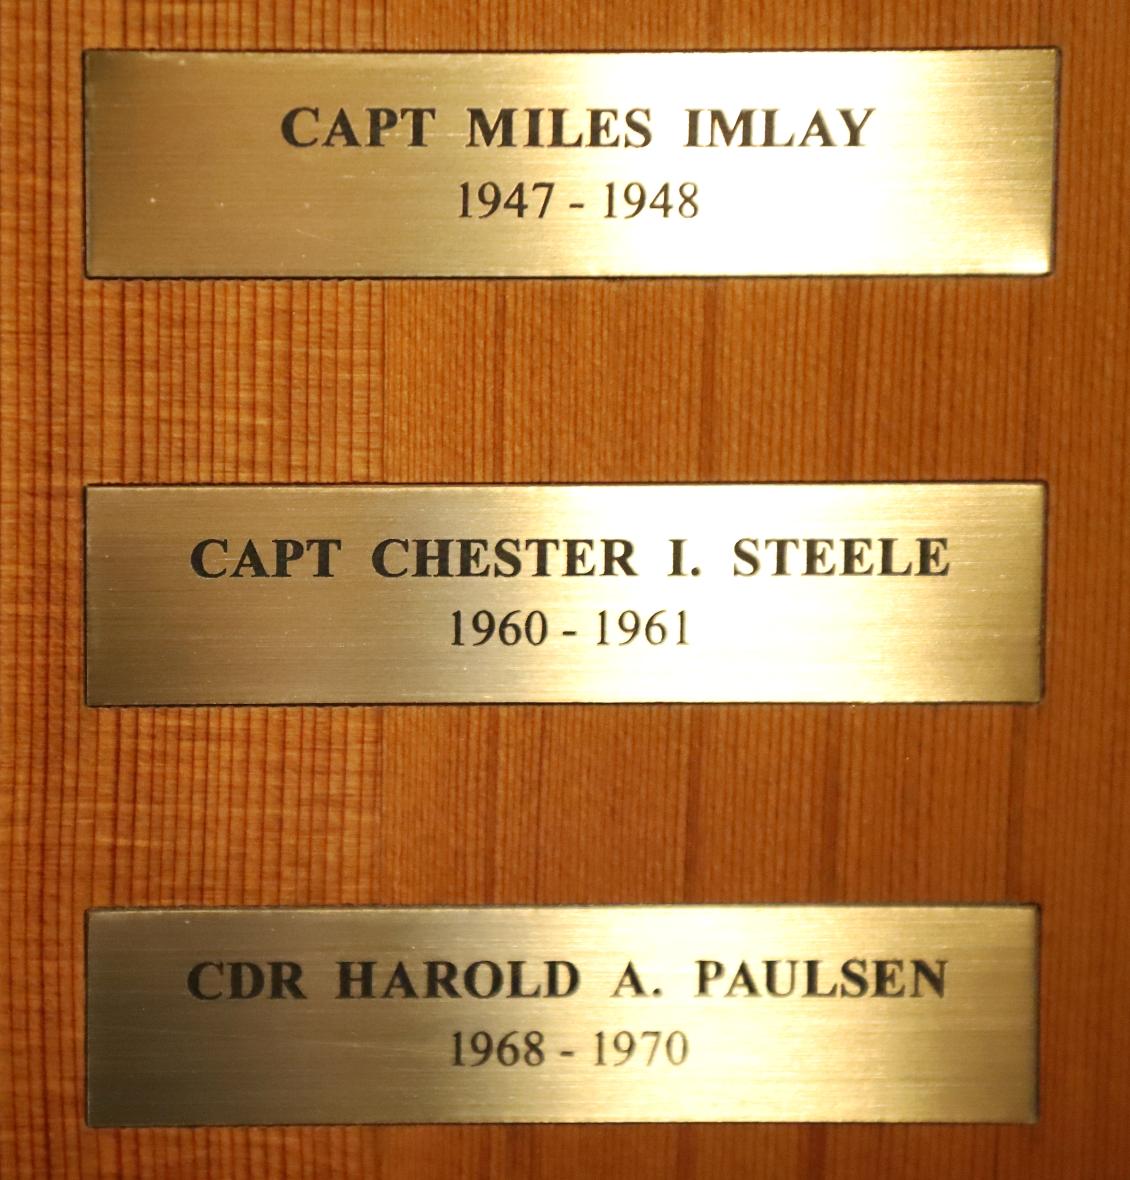 CAPT MILES IMLAY
1947 - 1948
CAPT CHESTER I. STEELE
1960 - 1961
CDR HAROLD A. PAULSEN
1968 - 1970